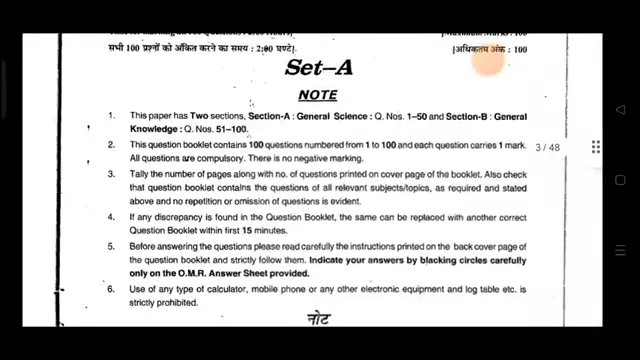 सभी 100 प्रश्नों को अंकित करने का समय : 2:00 घण्टे] [अधिकतम अंक : 100
Set–A
NOTE
1. This paper has Two sections, Section-A : General Science : Q. Nos. 1–50 and Section-B : General
Knowledge : Q. Nos. 51–100.
2. This question booklet contains 100 questions numbered from 1 to 100 and each question carries 1 mark.
All questions are compulsory. There is no negative marking.
3. Tally the number of pages along with no. of questions printed on cover page of the booklet. Also check
that question booklet contains the questions of all relevant subjects/topics, as required and stated
above and no repetition or omission of questions is evident.
4. If any discrepancy is found in the Question Booklet, the same can be replaced with another correct
Question Booklet within first 15 minutes.
5. Before answering the questions please read carefully the instructions printed on the back cover page of
the question booklet and strictly follow them. Indicate your answers by blacking circles carefully
only on the O.M.R. Answer Sheet provided.
6. Use of any type of calculator, mobile phone or any other electronic equipment and log table etc. is
strictly prohibited.
नोट
3 / 48